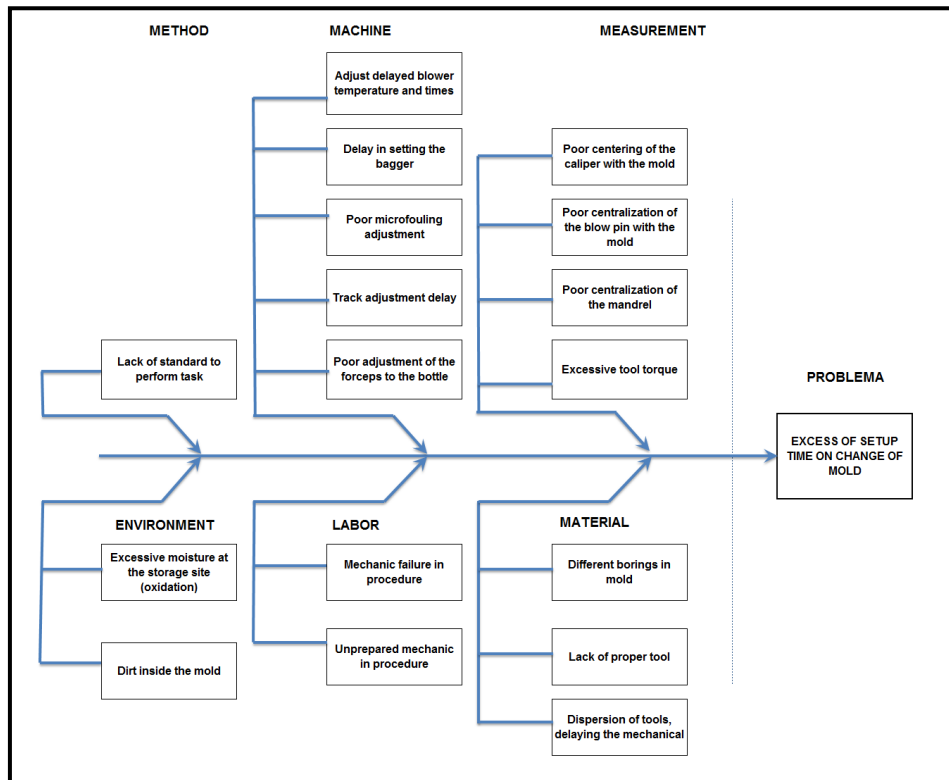 METHOD
MACHINE
MEASUREMENT
Adjust delayed blower
temperature and times
Delay in setting the
bagger
Poor microfouling
adjustment
Track adjustment delay
Poor adjustment of the
forceps to the bottle
Poor centering of the
caliper with the mold
Poor centralization of
the blow pin with the
mold
Poor centralization of
the mandrel
Excessive tool torque
Lack of standard to
perform task
PROBLEMA
EXCESS OF SETUP
TIME ON CHANGE OF
MOLD
ENVIRONMENT
Excessive moisture at
the storage site
(oxidation)
Dirt inside the mold
LABOR
Mechanic failure in
procedure
Unprepared mechanic
in procedure
MATERIAL
Different borings in
mold
Lack of proper tool
Dispersion of tools,
delaying the mechanical